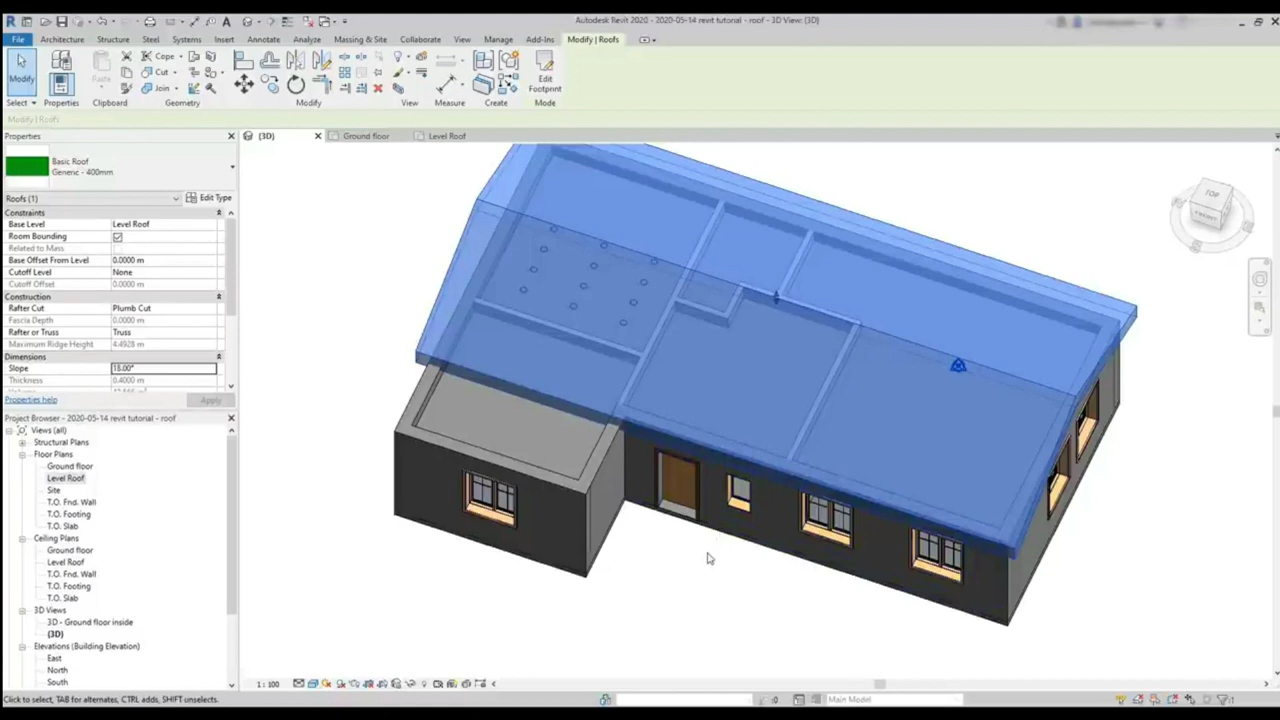 Autodesk Revit 2020 - 2020-05-14 revit tutorial - roof - 3D View: {3D}
File Architecture Structure Steel Systems Insert Annotate Analyze Massing & Site Collaborate View Manage Add-Ins Modify | Roofs
Cope
Cut
Paste
Join
Modify
Edit
Footprint
Select Properties Clipboard Geometry Modify View Measure Create Mode
Modify | Roofs
Properties
{3D} Ground floor Level Roof
Basic Roof
Generic - 400mm
Roofs (1) Edit Type
Constraints
Base Level Level Roof
Room Bounding
Related to Mass
Base Offset From Level 0.0000 m
Cutoff Level None
Cutoff Offset 0.0000 m
Construction
Rafter Cut Plumb Cut
Fascia Depth 0.0000 m
Rafter or Truss Truss
Maximum Ridge Height 4.4928 m
Dimensions
Slope 18.00°
Thickness 0.4000 m
Properties help Apply
Project Browser - 2020-05-14 revit tutorial - roof
Views (all)
Structural Plans
Floor Plans
Ground floor
Level Roof
Site
T.O. Fnd. Wall
T.O. Footing
T.O. Slab
Ceiling Plans
Ground floor
Level Roof
T.O. Fnd. Wall
T.O. Footing
T.O. Slab
3D Views
3D - Ground floor inside
{3D}
Elevations (Building Elevation)
East
North
South
TOP
FRONT
1 : 100
Click to select, TAB for alternates, CTRL adds, SHIFT unselects.
:0 Main Model :1